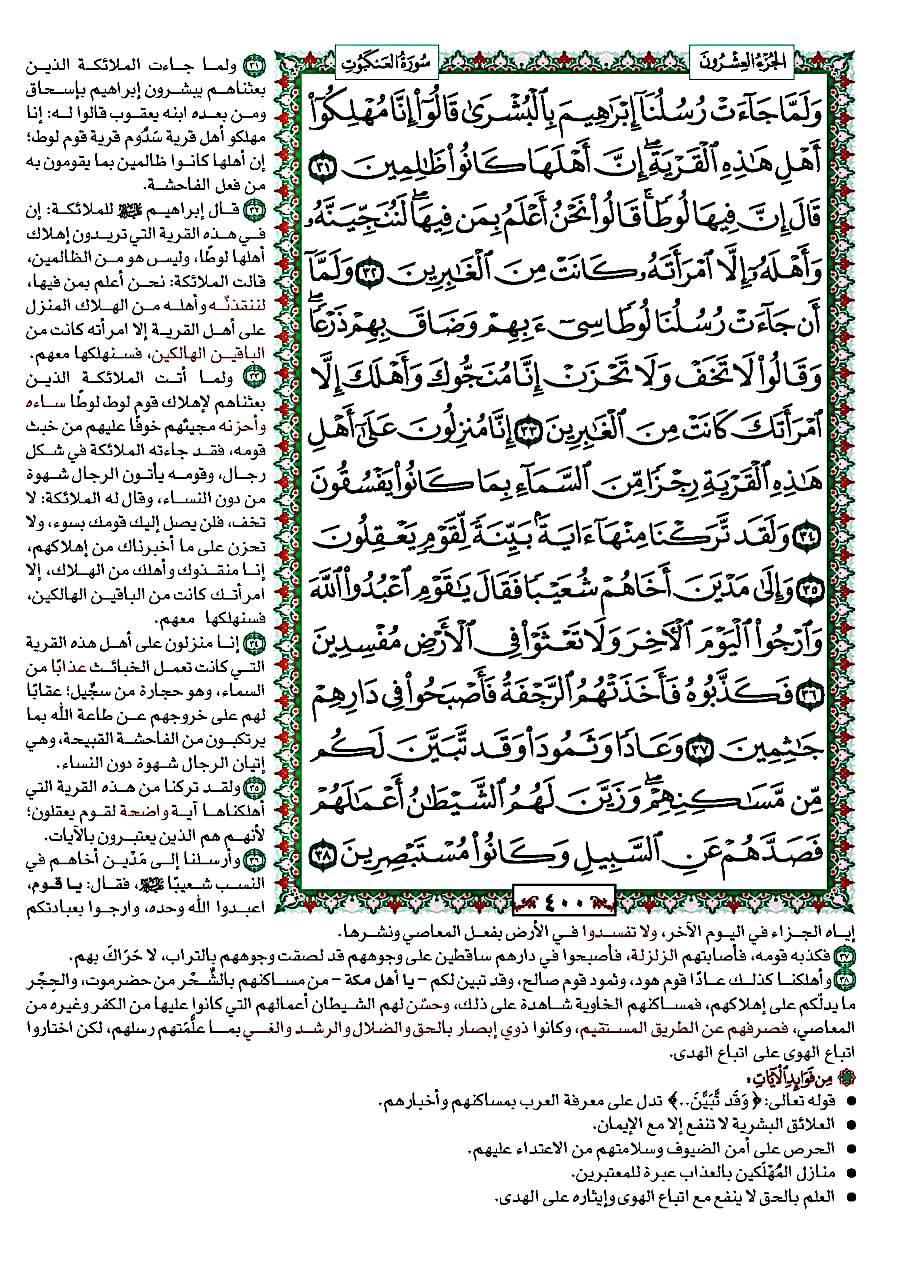 الجزء العشرون
سورة العنكبوت
وَلَمَّا جَآءَتْ رُسُلُنَآ إِبْرَٰهِيمَ بِٱلْبُشْرَىٰ قَالُوٓا۟ إِنَّا مُهْلِكُوٓا۟
أَهْلِ هَٰذِهِ ٱلْقَرْيَةِ ۖ إِنَّ أَهْلَهَا كَانُوا۟ ظَٰلِمِينَ ٣١
قَالَ إِنَّ فِيهَا لُوطًا ۚ قَالُوا۟ نَحْنُ أَعْلَمُ بِمَن فِيهَا ۖ لَنُنَجِّيَنَّهُۥ
وَأَهْلَهُۥٓ إِلَّا ٱمْرَأَتَهُۥ كَانَتْ مِنَ ٱلْغَٰبِرِينَ ٣٢ وَلَمَّآ
أَن جَآءَتْ رُسُلُنَا لُوطًا سِىٓءَ بِهِمْ وَضَاقَ بِهِمْ ذَرْعًا ۖ
وَقَالُوا۟ لَا تَخَفْ وَلَا تَحْزَنْ ۖ إِنَّا مُنَجُّوكَ وَأَهْلَكَ إِلَّا
ٱمْرَأَتَكَ كَانَتْ مِنَ ٱلْغَٰبِرِينَ ٣٣ إِنَّا مُنزِلُونَ عَلَىٰٓ أَهْلِ
هَٰذِهِ ٱلْقَرْيَةِ رِجْزًا مِّنَ ٱلسَّمَآءِ بِمَا كَانُوا۟ يَفْسُقُونَ
٣٤ وَلَقَد تَّرَكْنَا مِنْهَآ ءَايَةًۢ بَيِّنَةً لِّقَوْمٍ يَعْقِلُونَ
٣٥ وَإِلَىٰ مَدْيَنَ أَخَاهُمْ شُعَيْبًا فَقَالَ يَٰقَوْمِ ٱعْبُدُوا۟ ٱللَّهَ
وَٱرْجُوا۟ ٱلْيَوْمَ ٱلْءَاخِرَ وَلَا تَعْثَوْا۟ فِى ٱلْأَرْضِ مُفْسِدِينَ
٣٦ فَكَذَّبُوهُ فَأَخَذَتْهُمُ ٱلرَّجْفَةُ فَأَصْبَحُوا۟ فِى دَارِهِمْ
جَٰثِمِينَ ٣٧ وَعَادًا وَثَمُودَا۟ وَقَد تَّبَيَّنَ لَكُم
مِّن مَّسَٰكِنِهِمْ ۖ وَزَيَّنَ لَهُمُ ٱلشَّيْطَٰنُ أَعْمَٰلَهُمْ
فَصَدَّهُمْ عَنِ ٱلسَّبِيلِ وَكَانُوا۟ مُسْتَبْصِرِينَ ٣٨
٤٠٠
٣١ ولما جاءت الملائكة الذين
بعثناهم يبشرون إبراهيم بإسحاق
ومن بعده ابنه يعقوب قالوا له: إنا
مهلكو أهل قرية سَدُوم قرية قوم لوط؛
إن أهلها كانوا ظالمين بما يقومون به
من فعل الفاحشة.
٣٢ قال إبراهيم ﷺ للملائكة: إن
في هذه القرية التي تريدون إهلاك
أهلها لوطًا، وليس هو من الظالمين،
قالت الملائكة: نحن أعلم بمن فيها،
لننقذنّه وأهله من الهلاك المنزل
على أهل القرية إلا امرأته كانت من
الباقين الهالكين، فسنهلكها معهم.
٣٣ ولما أتت الملائكة الذين
بعثناهم لإهلاك قوم لوط لوطًا ساءه
وأحزنه مجيئهم خوفًا عليهم من خبث
قومه، فقد جاءته الملائكة في شكل
رجال، وقومه يأتون الرجال شهوة
من دون النساء، وقال له الملائكة: لا
تخف، فلن يصل إليك قومك بسوء، ولا
تحزن على ما أخبرناك من إهلاكهم،
إنا منقذوك وأهلك من الهلاك، إلا
امرأتك كانت من الباقين الهالكين،
فسنهلكها معهم.
٣٤ إنا منزلون على أهل هذه القرية
التي كانت تعمل الخبائث عذابًا من
السماء، وهو حجارة من سجِّيل؛ عقابًا
لهم على خروجهم عن طاعة الله بما
يرتكبون من الفاحشة القبيحة، وهي
إتيان الرجال شهوة دون النساء.
٣٥ ولقد تركنا من هذه القرية التي
أهلكناها آية واضحة لقوم يعقلون؛
لأنهم هم الذين يعتبرون بالآيات.
٣٦ وأرسلنا إلى مَدْين أخاهم في
النسب شعيبًا ﷺ، فقال: يا قوم،
اعبدوا الله وحده، وارجوا بعبادتكم
إياه الجزاء في اليوم الآخر، ولا تفسدوا في الأرض بفعل المعاصي ونشرها.
٣٧ فكذبه قومه، فأصابتهم الزلزلة، فأصبحوا في دارهم ساقطين على وجوههم قد لصقت وجوههم بالتراب، لا حَرَاكَ بهم.
٣٨ وأهلكنا كذلك عادًا قوم هود، وثمود قوم صالح، وقد تبين لكم – يا أهل مكة – من مساكنهم بالشِّحْر من حضرموت، والحِجْر
ما يدلّكم على إهلاكهم، فمساكنهم الخاوية شاهدة على ذلك، وحسّن لهم الشيطان أعمالهم التي كانوا عليها من الكفر وغيره من
المعاصي، فصرفهم عن الطريق المستقيم، وكانوا ذوي إبصار بالحق والضلال والرشد والغي بما علَّمَتهم رسلهم، لكن اختاروا
اتباع الهوى على اتباع الهدى.
من فوائد الآيات:
● قوله تعالى: ﴿وَقَد تَّبَيَّنَ..﴾ تدل على معرفة العرب بمساكنهم وأخبارهم.
● العلائق البشرية لا تنفع إلا مع الإيمان.
● الحرص على أمن الضيوف وسلامتهم من الاعتداء عليهم.
● منازل المُهْلَكين بالعذاب عبرة للمعتبرين.
● العلم بالحق لا ينفع مع اتباع الهوى وإيثاره على الهدى.